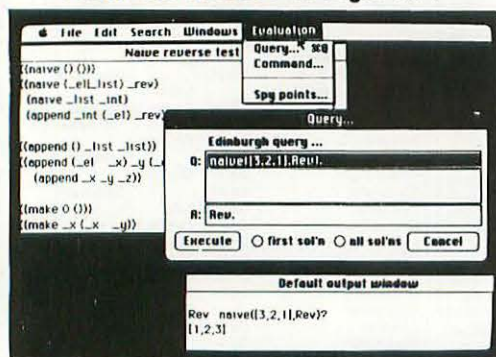 File Edit Search Windows Evaluation
Query... ⌘Q
Command...
Spy points...
Naive reverse test
((naive () ()))
((naive (_el|_list) _rev)
(naive _list _int)
(append _int (_el) _rev)
((append () _list _list))
((append (_el _x) _y (_e
(append _x _y _z))
((make 0 ()))
((make _x (_x _y))
Query...
Edinburgh query ...
Q: naive([3,2,1],Rev).
A: Rev.
Execute first sol'n all sol'ns Cancel
Default output window
Rev naive([3,2,1],Rev)?
[1,2,3]